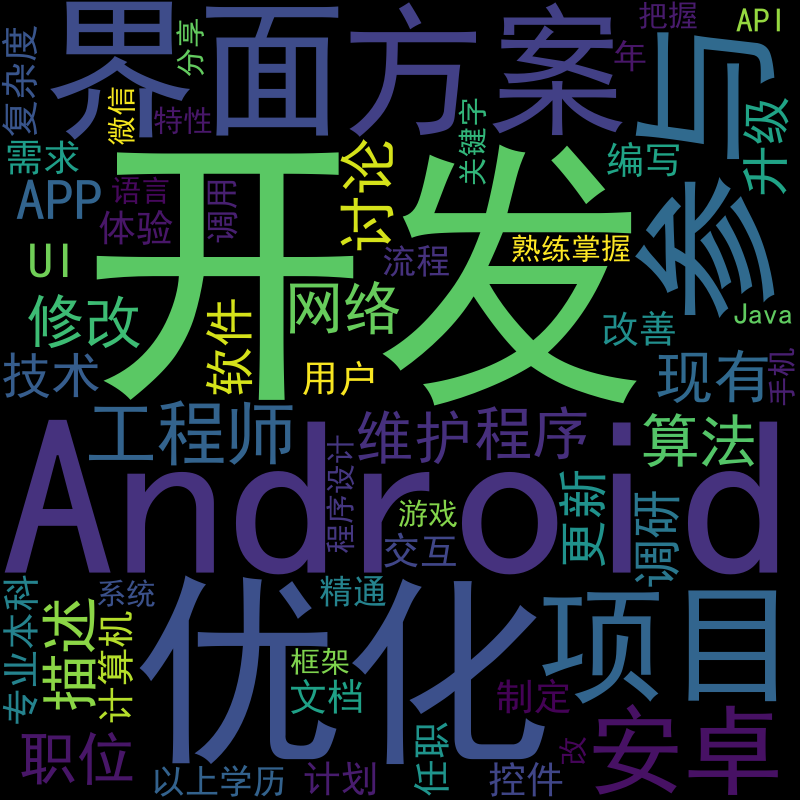 界面
方案
与
把握
API
复杂度
分享
微信
特性
年
关键字
升级
需求
讨论
编写
开发
参
APP
语言
体验
调用
流程
熟练掌握
UI
修改
软件
网络
改善
Java
技术
用户
现有
手机
工程师
维护
程序
算法
Android
程序设计
游戏
交互
更新
调研
专业本科
系统
精通
优化
项目
描述
计算机
框架
文档
制定
安卓
职位
任职
改
以上学历
计划
控件